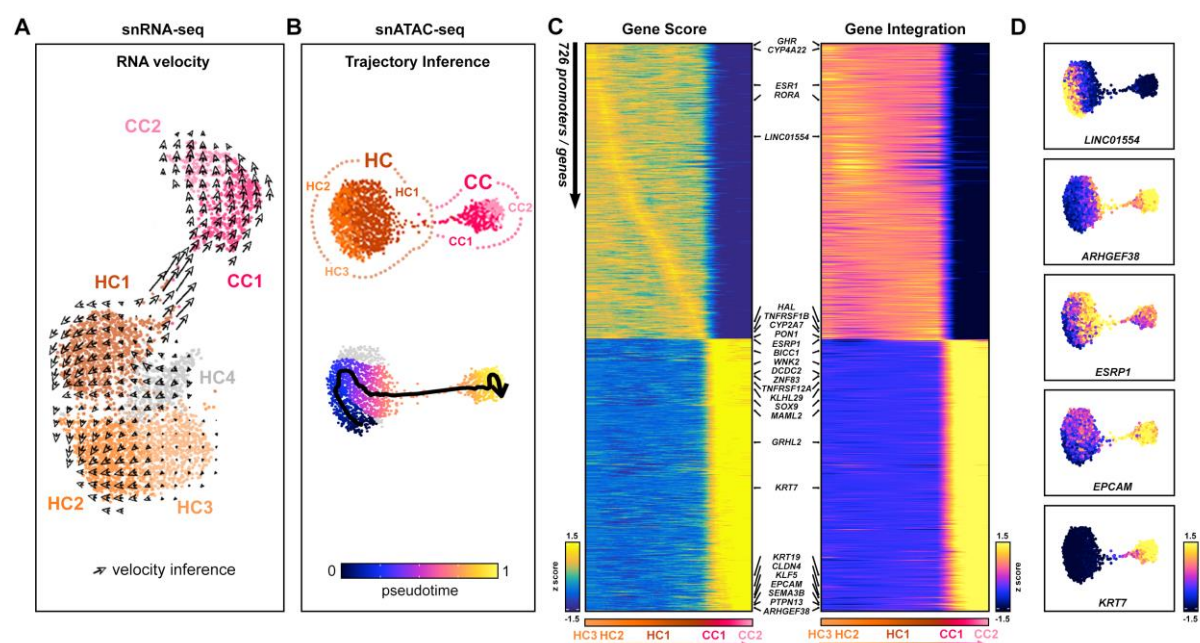 A
snRNA-seq
RNA velocity
CC2
HC1
CC1
HC4
HC2
HC3
velocity inference
B
snATAC-seq
Trajectory Inference
HC
HC2
HC1
CC
CC2
CC1
HC3
0
1
pseudotime
C
Gene Score
Gene Integration
726 promoters / genes
GHR
CYP4A22
ESR1
RORA
LINC01554
HAL
TNFRSF1B
CYP2A7
PON1
ESRP1
BICC1
WNK2
DCDC2
ZNF83
TNFRSF12A
KLHL29
SOX9
MAML2
GRHL2
KRT7
KRT19
CLDN4
KLF5
EPCAM
SEMA3B
PTPN13
ARHGEF38
1.5
z score
-1.5
1.5
z score
-1.5
HC3 HC2 HC1 CC1 CC2
HC3 HC2 HC1 CC1 CC2
D
LINC01554
ARHGEF38
ESRP1
EPCAM
KRT7
1.5
z score
-1.5